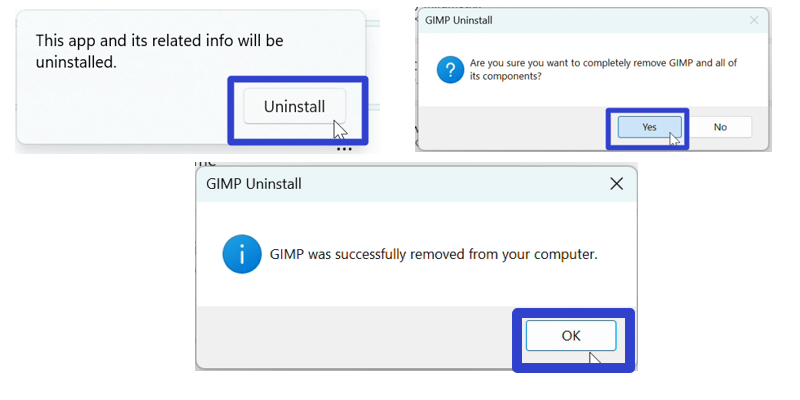 This app and its related info will be
uninstalled.
Uninstall
GIMP Uninstall
Are you sure you want to completely remove GIMP and all of
its components?
Yes
No
GIMP Uninstall
GIMP was successfully removed from your computer.
OK